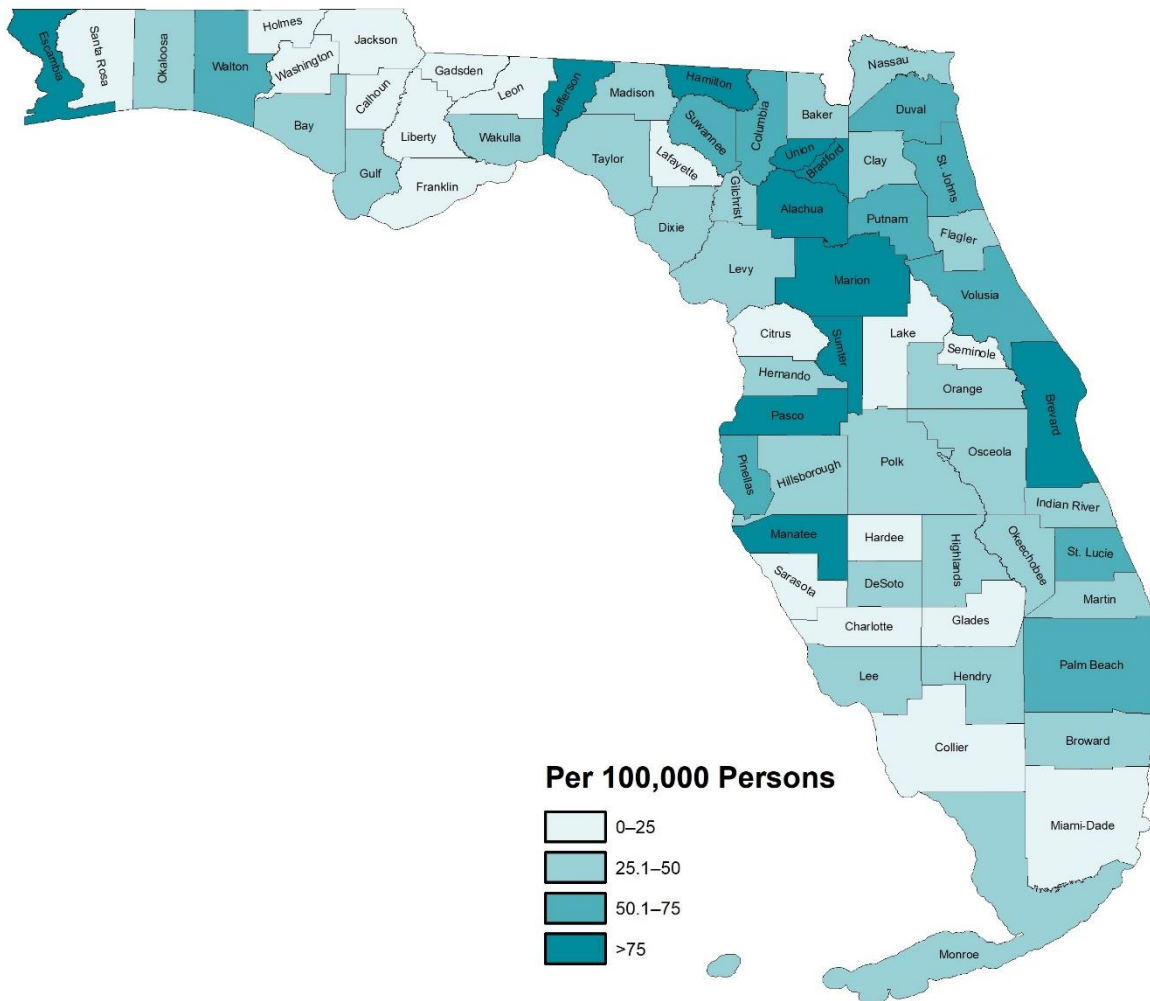 Escambia
Santa Rosa
Okaloosa
Walton
Holmes
Washington
Jackson
Bay
Calhoun
Gulf
Liberty
Gadsden
Franklin
Leon
Wakulla
Jefferson
Madison
Taylor
Hamilton
Suwannee
Lafayette
Dixie
Columbia
Gilchrist
Levy
Baker
Union
Bradford
Alachua
Nassau
Duval
Clay
St. Johns
Putnam
Flagler
Marion
Volusia
Citrus
Sumter
Lake
Seminole
Hernando
Orange
Pasco
Brevard
Pinellas
Hillsborough
Polk
Osceola
Indian River
Manatee
Hardee
Highlands
Okeechobee
St. Lucie
Sarasota
DeSoto
Martin
Charlotte
Glades
Lee
Hendry
Palm Beach
Collier
Broward
Miami-Dade
Monroe
Per 100,000 Persons
0–25
25.1–50
50.1–75
>75